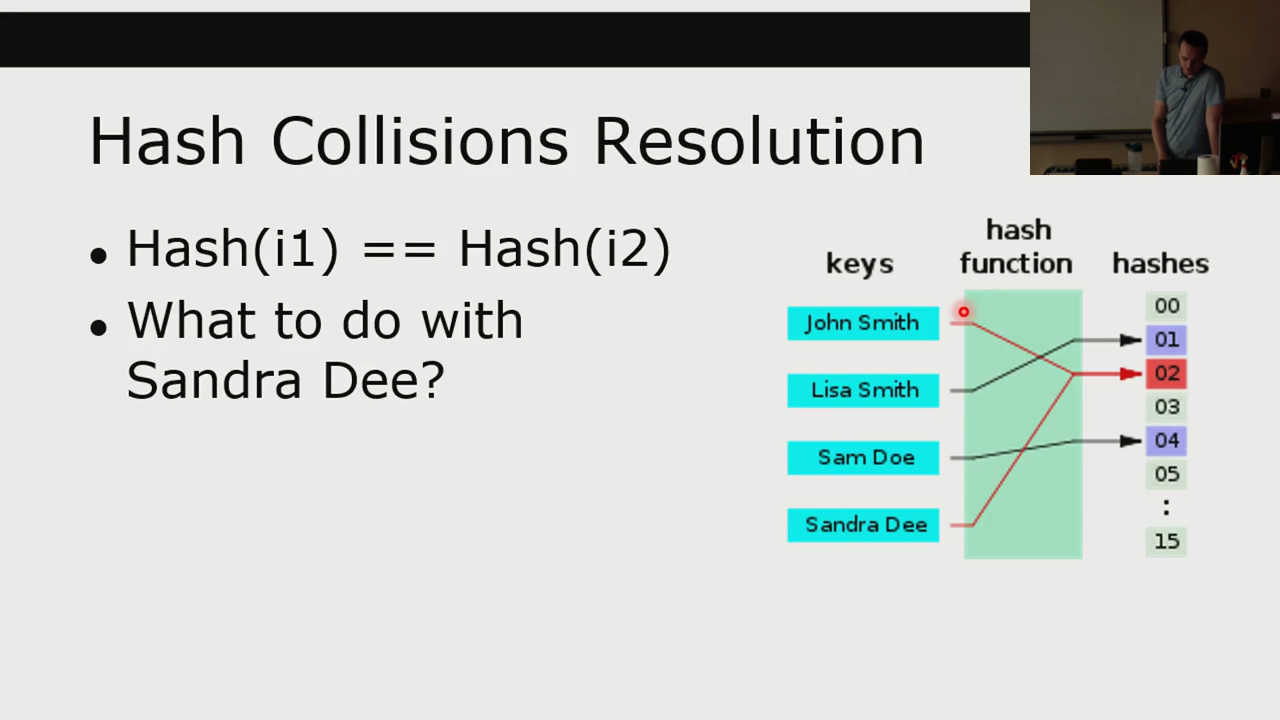 Hash Collisions Resolution
• Hash(i1) == Hash(i2)
• What to do with
Sandra Dee?
keys
hash
function
hashes
John Smith
Lisa Smith
Sam Doe
Sandra Dee
00
01
02
03
04
05
:
15